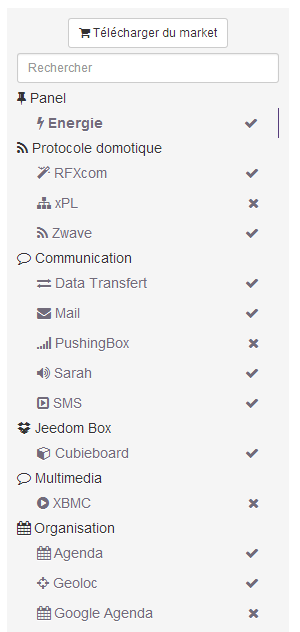 Télécharger du market
Rechercher
Panel
Energie
Protocole domotique
RFXcom
xPL
Zwave
Communication
Data Transfert
Mail
PushingBox
Sarah
SMS
Jeedom Box
Cubieboard
Multimedia
XBMC
Organisation
Agenda
Geoloc
Google Agenda